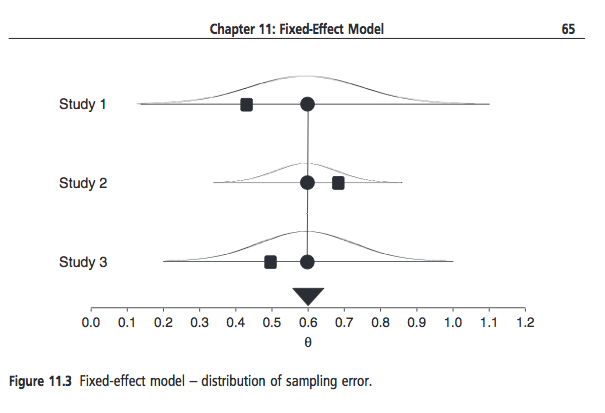 Chapter 11: Fixed-Effect Model 65
Study 1
Study 2
Study 3
0.0 0.1 0.2 0.3 0.4 0.5 0.6 0.7 0.8 0.9 1.0 1.1 1.2
θ
Figure 11.3 Fixed-effect model – distribution of sampling error.